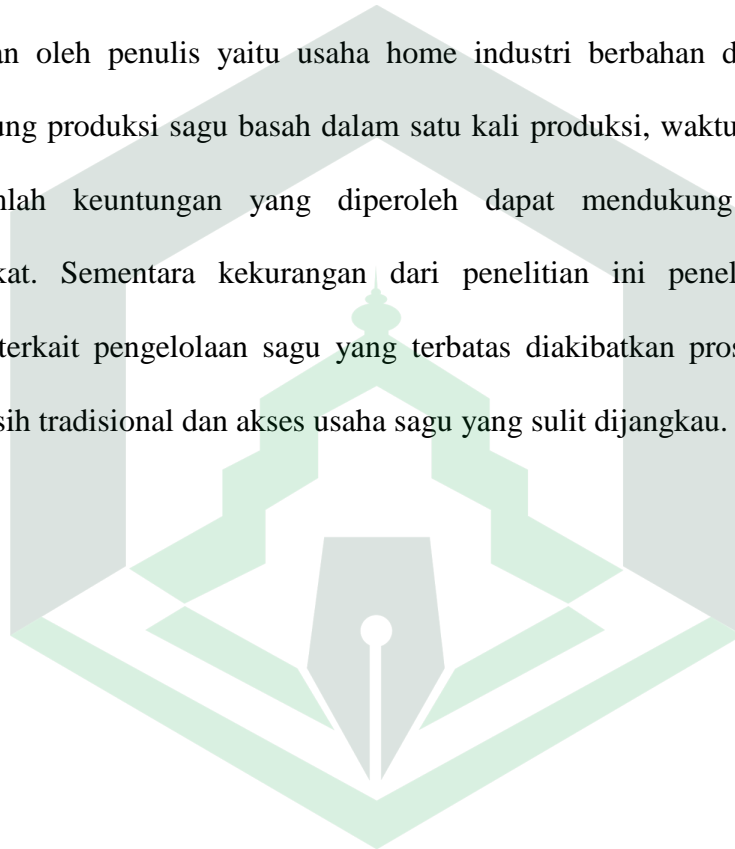 an oleh penulis yaitu usaha home industri berbahan d
ung produksi sagu basah dalam satu kali produksi, waktu
nlah keuntungan yang diperoleh dapat mendukung
kat. Sementara kekurangan dari penelitian ini penel
terkait pengelolaan sagu yang terbatas diakibatkan pros
sih tradisional dan akses usaha sagu yang sulit dijangkau.